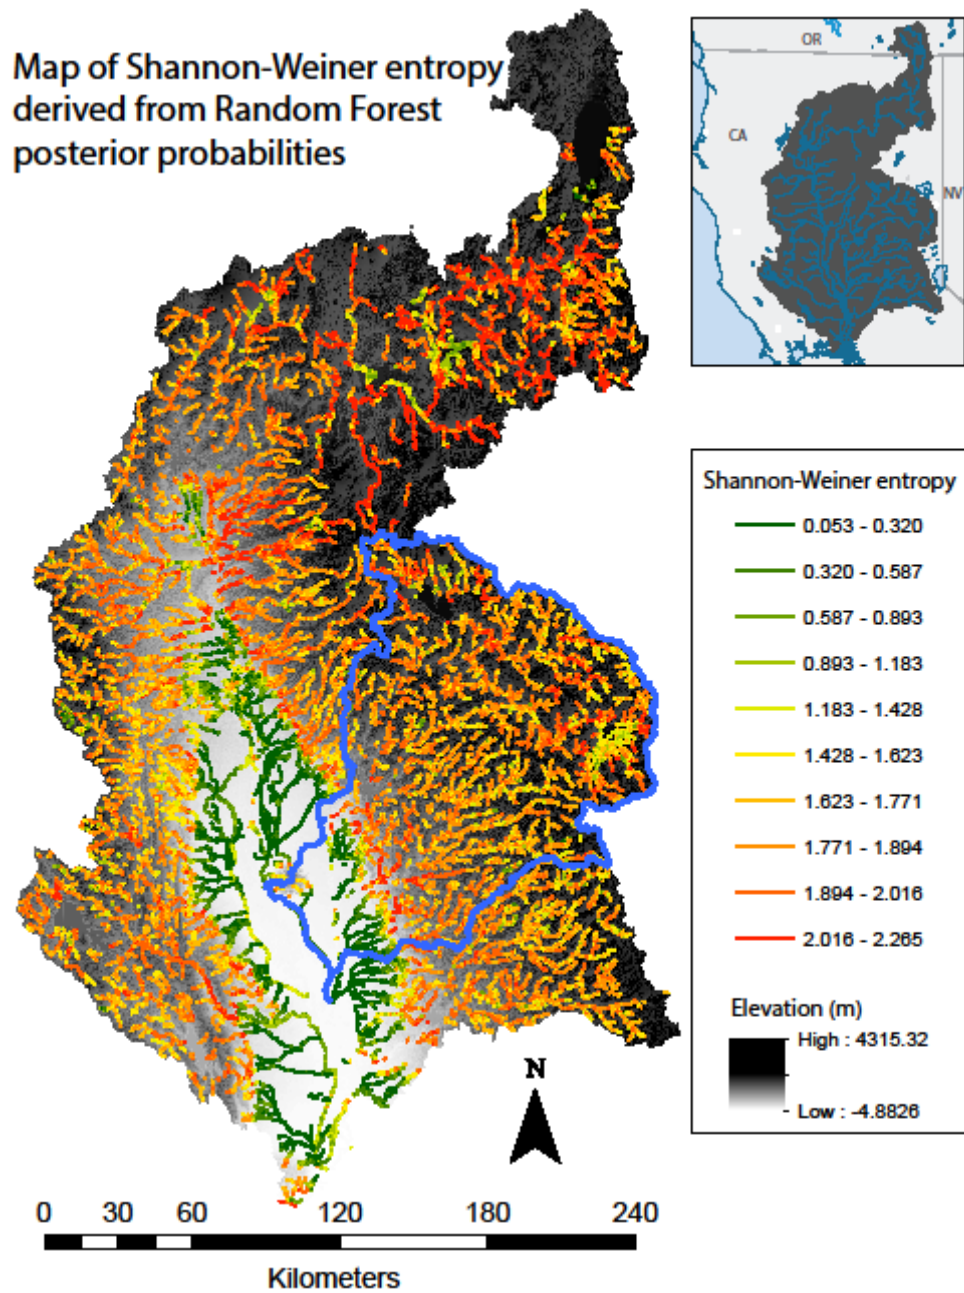 Map of Shannon-Weiner entropy
derived from Random Forest
posterior probabilities
OR
CA
NV
Shannon-Weiner entropy
0.053 - 0.320
0.320 - 0.587
0.587 - 0.893
0.893 - 1.183
1.183 - 1.428
1.428 - 1.623
1.623 - 1.771
1.771 - 1.894
1.894 - 2.016
2.016 - 2.265
Elevation (m)
High : 4315.32
Low : -4.8826
N
0 30 60 120 180 240
Kilometers